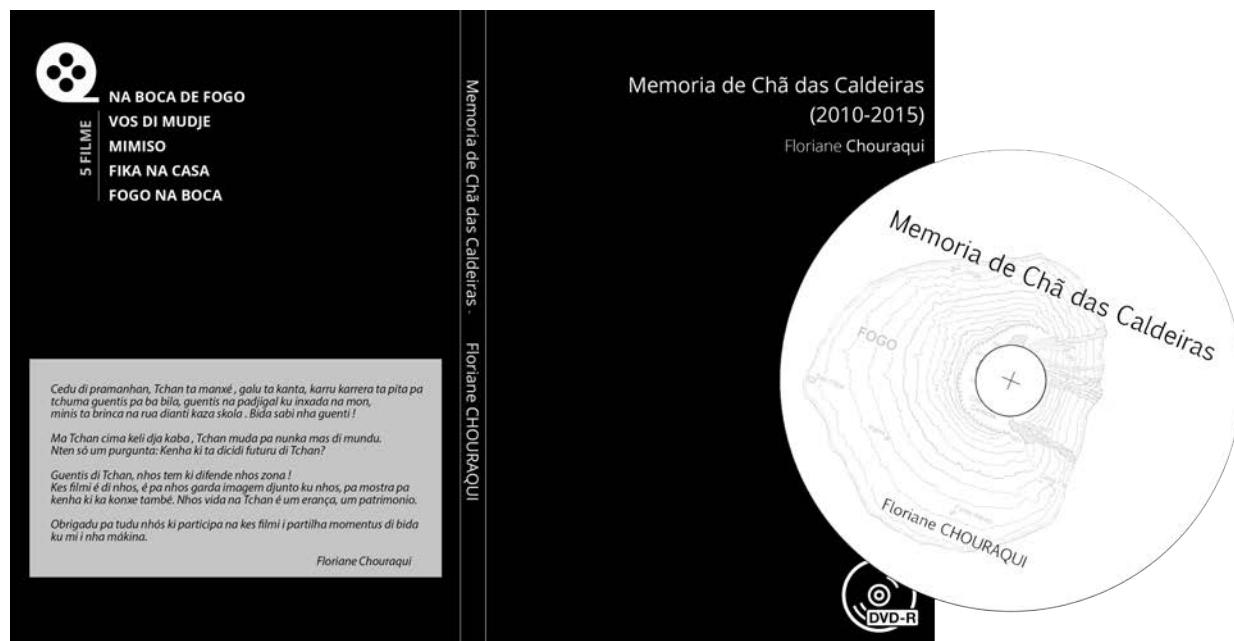 NA BOCA DE FOGO
VOS DI MUDJE
MIMISO
FIKA NA CASA
FOGO NA BOCA
5 FILME
Cedu di pramanhan, Tchan ta manxé , galu ta kanta, karru karrera ta pita pa
tchuma guentis pa ba bila, guentis na padjigal ku inxada na mon,
minis ta brinca na rua dianti kaza skola . Bida sabi nha guenti !
Ma Tchan cima keli dja kaba , Tchan muda pa nunka mas di mundu.
Nten só um purgunta: Kenha ki ta dicidi futuru di Tchan?
Guentis di Tchan, nhos tem ki difende nhos zona !
Kes filmi é di nhos, é pa nhos garda imagem djunto ku nhos, pa mostra pa
kenha ki ka konxe també. Nhos vida na Tchan é um erança, um patrimonio.
Obrigadu pa tudu nhós ki participa na kes filmi i partilha momentus di bida
ku mi i nha mákina.
Floriane Chouraqui
Memoria de Chã das Caldeiras -
Floriane CHOURAQUI
Memoria de Chã das Caldeiras
(2010-2015)
Floriane Chouraqui
Memoria de Chã das Caldeiras
FOGO
Floriane CHOURAQUI
DVD-R